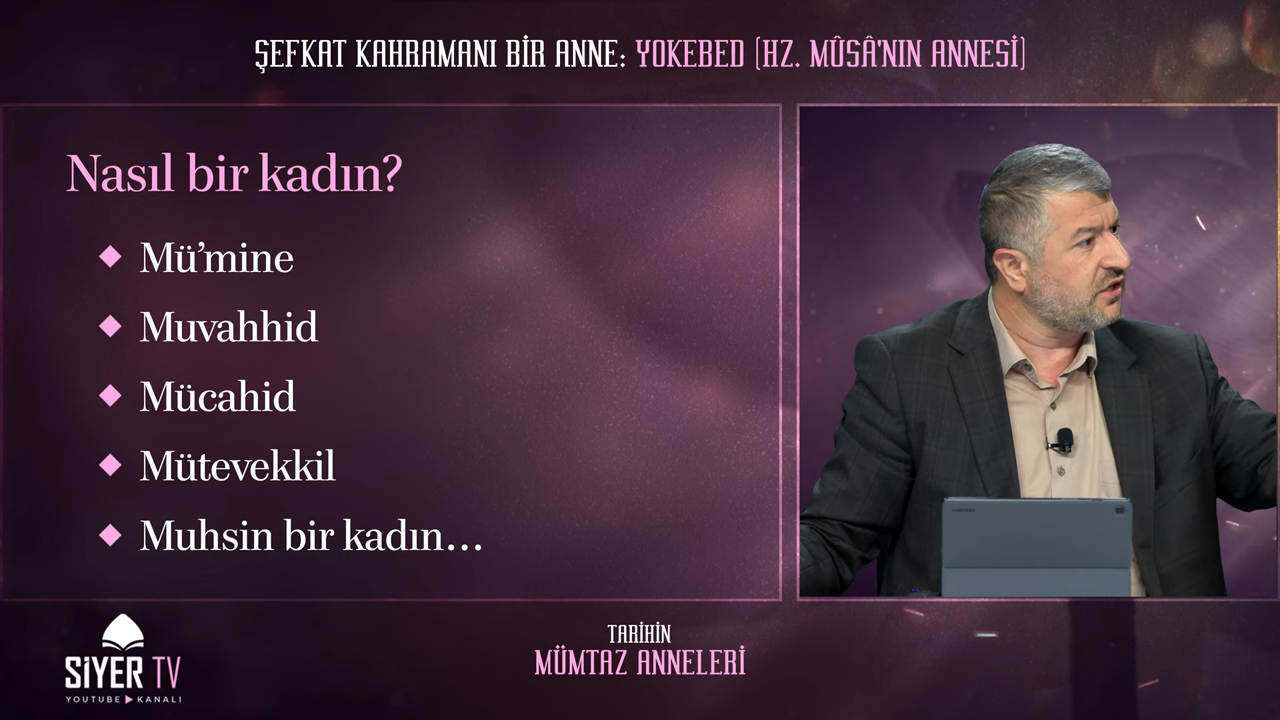 ŞEFKAT KAHRAMANI BİR ANNE: YOKEBED (HZ. MÛSÂ'NIN ANNESİ)
Nasıl bir kadın?
Mü’mine
Muvahhid
Mücahid
Mütevekkil
Muhsin bir kadın…
SAMSUNG
TARİHİN
MÜMTAZ ANNELERİ
SİYER TV
YOUTUBE KANALI